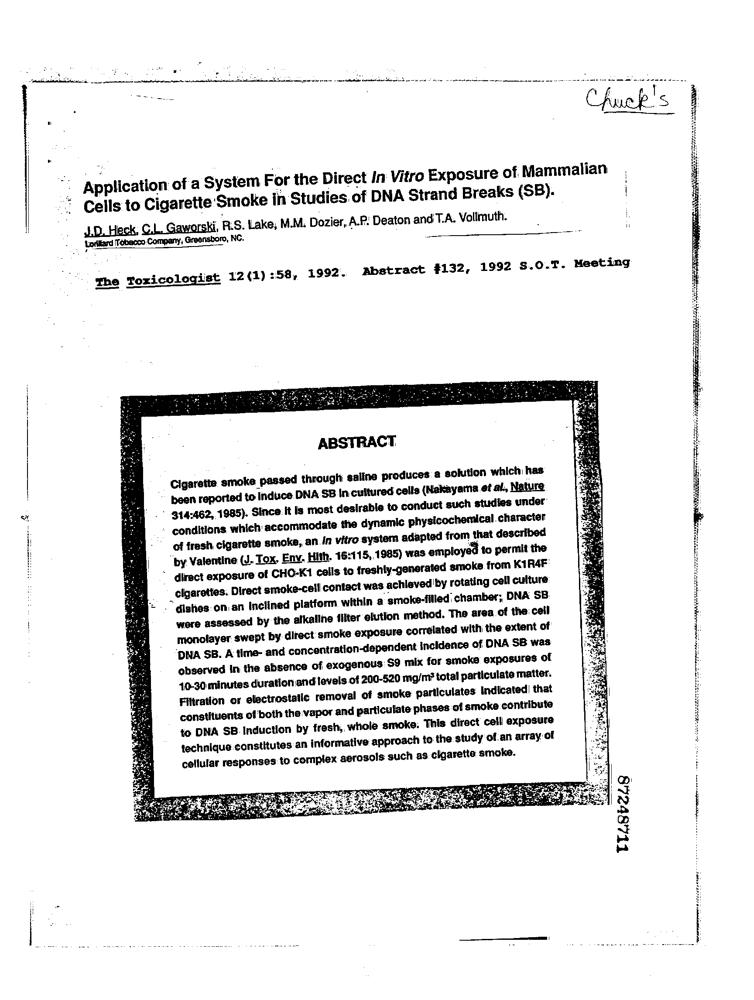 Chuck's
Application of a System For the Direct In Vitro Exposure of Mammalian
Cells to Cigarette Smoke in Studies of DNA Strand Breaks (SB).
J.D. Heck, C.L. Gaworski, R.S. Lake, M.M. Dozier, A.P. Deaton and T.A. Vollmuth.
Lorillard Tobacco Company, Greensboro, NC.
The Toxicologist 12(1):58, 1992. Abstract #132, 1992 S.O.T. Meeting
ABSTRACT
Cigarette smoke passed through saline produces a solution which has
been reported to induce DNA SB in cultured cells (Nakayama et al., Nature
314:462, 1985). Since it is most desirable to conduct such studies under
conditions which accommodate the dynamic physicochemical character
of fresh cigarette smoke, an in vitro system adapted from that described
by Valentine (J. Tox. Env. Hlth. 16:115, 1985) was employed to permit the
direct exposure of CHO-K1 cells to freshly-generated smoke from K1R4F
cigarettes. Direct smoke-cell contact was achieved by rotating cell culture
dishes on an inclined platform within a smoke-filled chamber; DNA SB
were assessed by the alkaline filter elution method. The area of the cell
monolayer swept by direct smoke exposure correlated with the extent of
DNA SB. A time- and concentration-dependent incidence of DNA SB was
observed in the absence of exogenous S9 mix for smoke exposures of
10-30 minutes duration and levels of 200-520 mg/m³ total particulate matter.
Filtration or electrostatic removal of smoke particulates indicated that
constituents of both the vapor and particulate phases of smoke contribute
to DNA SB induction by fresh, whole smoke. This direct cell exposure
technique constitutes an informative approach to the study of an array of
cellular responses to complex aerosols such as cigarette smoke.
87248711